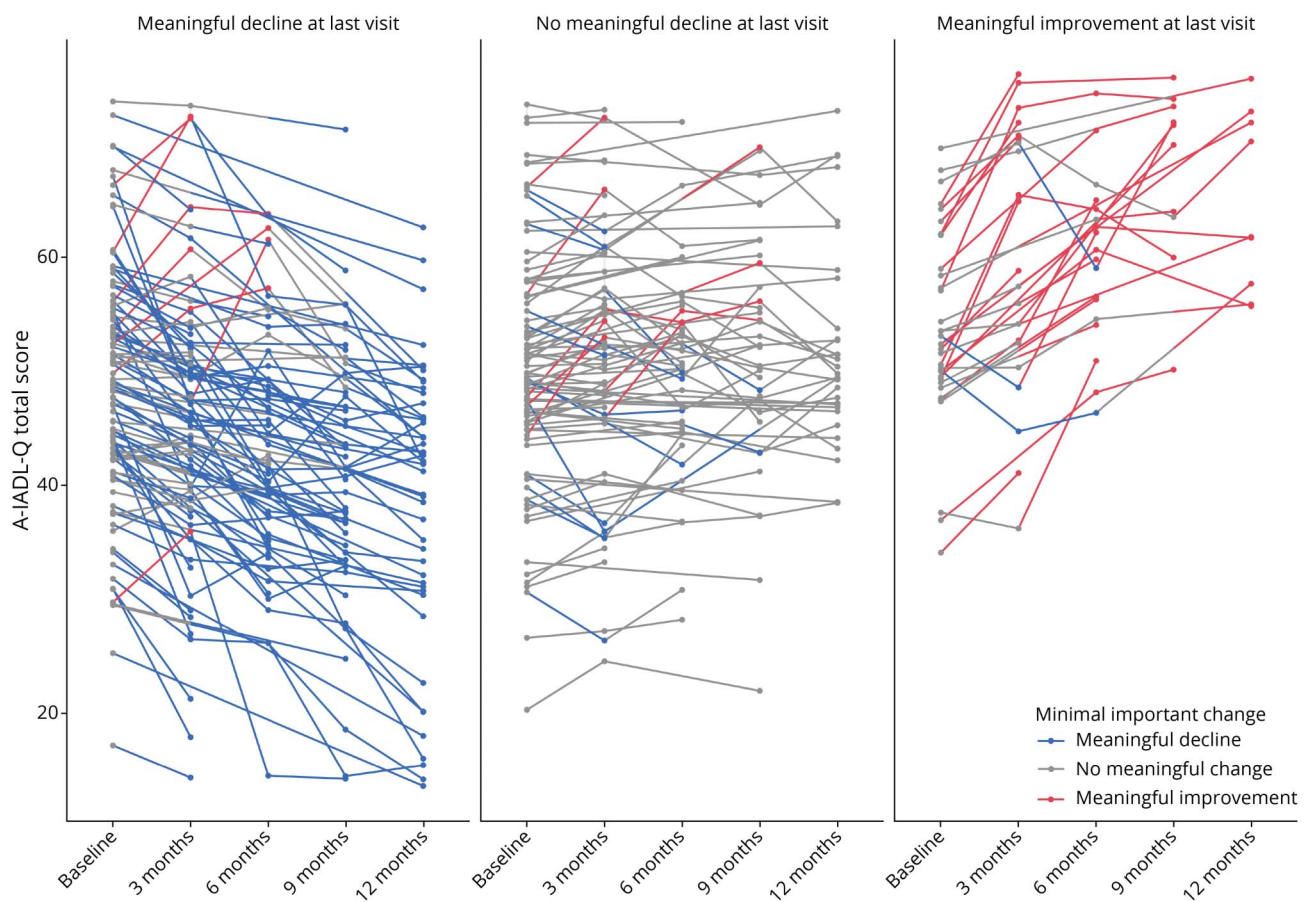 Meaningful decline at last visit
No meaningful decline at last visit
Meaningful improvement at last visit
A-IADL-Q total score
60
40
20
Minimal important change
Meaningful decline
No meaningful change
Meaningful improvement
Baseline
3 months
6 months
9 months
12 months
Baseline
3 months
6 months
9 months
12 months
Baseline
3 months
6 months
9 months
12 months